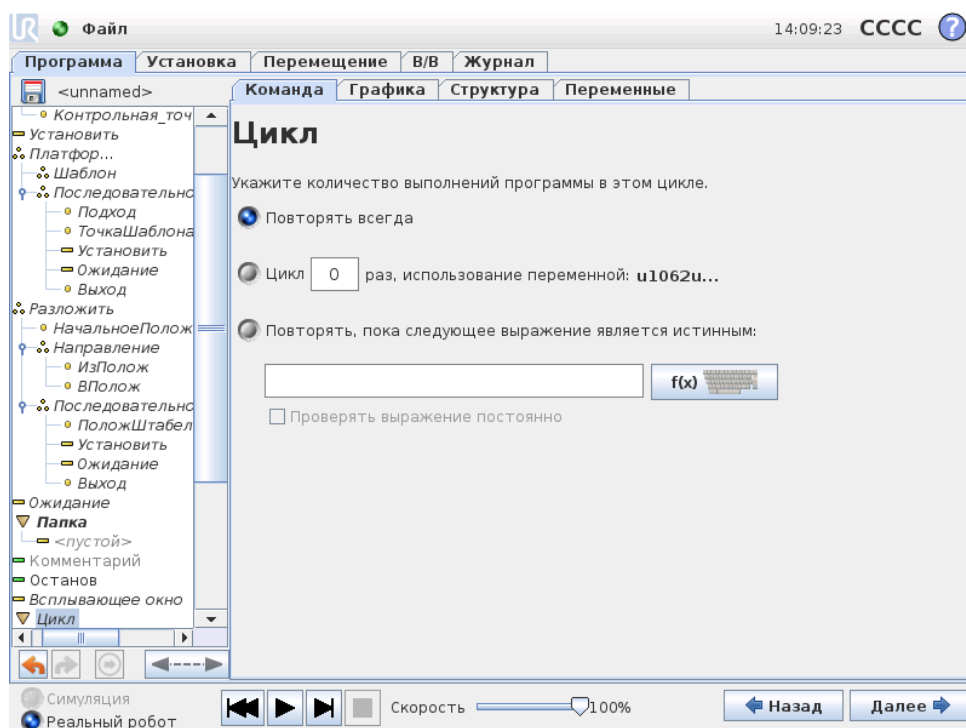 UR Файл 14:09:23 CCCC ?
Программа Установка Перемещение В/В Журнал
<unnamed>
Команда Графика Структура Переменные
Контрольная_точ
Установить
Платфор...
Шаблон
Последовательно
Подход
ТочкаШаблона
Установить
Ожидание
Выход
Разложить
НачальноеПолож
Направление
ИзПолож
ВПолож
Последовательно
ПоложШтабел
Установить
Ожидание
Выход
Ожидание
Папка
<пустой>
Комментарий
Останов
Всплывающее окно
Цикл
Цикл
Укажите количество выполнений программы в этом цикле.
Повторять всегда
Цикл 0 раз, использование переменной: u1062u...
Повторять, пока следующее выражение является истинным:
f(x)
Проверять выражение постоянно
Симуляция
Реальный робот
Скорость 100%
Назад Далее